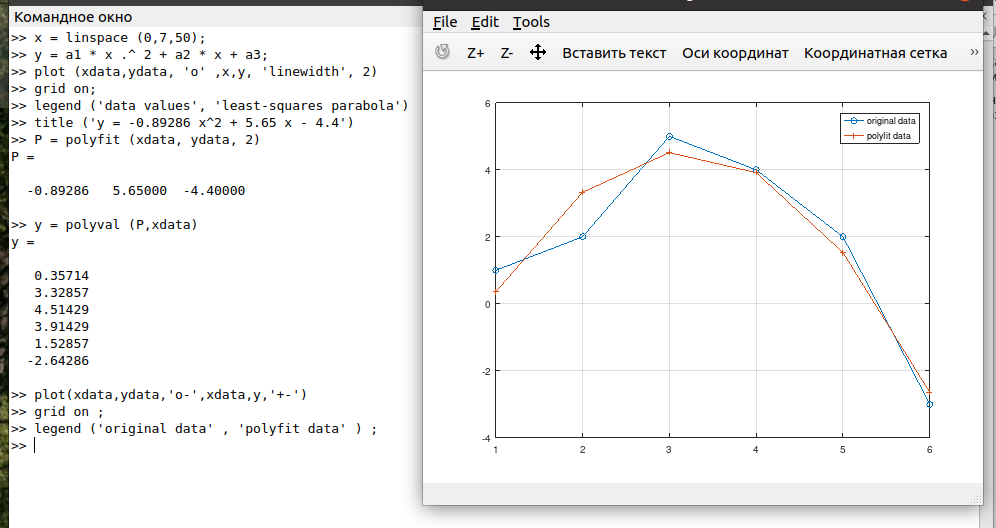 Командное окно
>> x = linspace (0,7,50);
>> y = a1 * x .^ 2 + a2 * x + a3;
>> plot (xdata,ydata, 'o' ,x,y, 'linewidth', 2)
>> grid on;
>> legend ('data values', 'least-squares parabola')
>> title ('y = -0.89286 x^2 + 5.65 x - 4.4')
>> P = polyfit (xdata, ydata, 2)
P =
-0.89286 5.65000 -4.40000
>> y = polyval (P,xdata)
y =
0.35714
3.32857
4.51429
3.91429
1.52857
-2.64286
>> plot(xdata,ydata,'o-',xdata,y,'+-')
>> grid on ;
>> legend ('original data' , 'polyfit data' ) ;
>>
File Edit Tools
Z+ Z- Вставить текст Оси координат Координатная сетка ››
original data
polyfit data
6
4
2
0
-2
-4
1 2 3 4 5 6